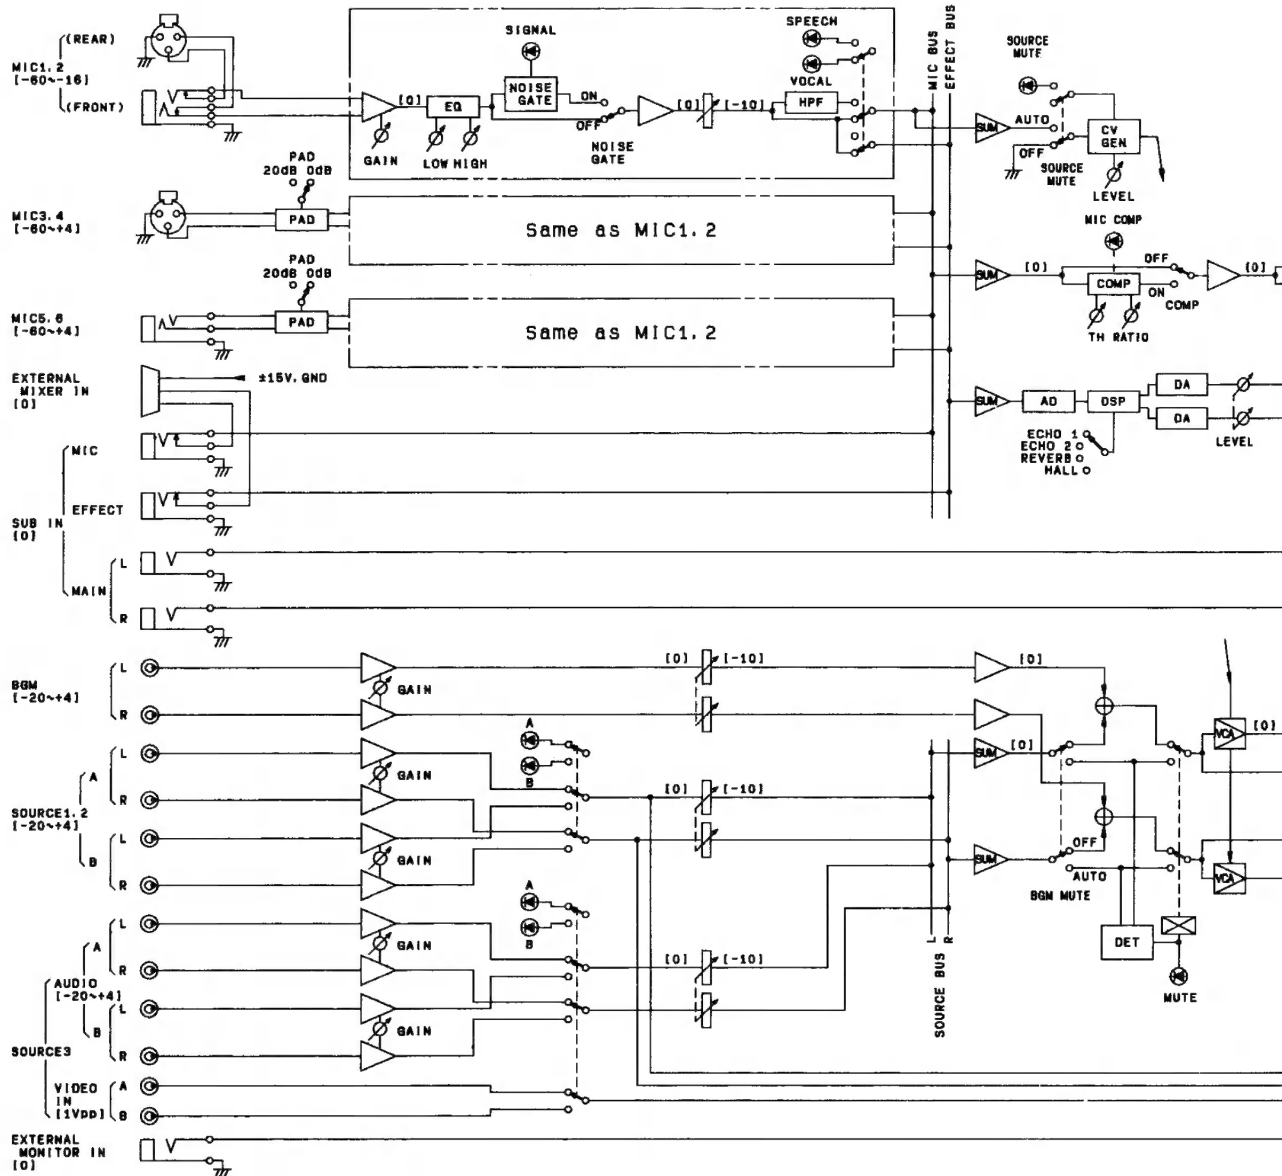 (REAR)
MIC1.2
[-60~-16]
(FRONT)
SIGNAL
NOISE
GATE
[0]
EQ
ON
OFF
NOISE
GATE
GAIN
LOW HIGH
[0]
[-10]
SPEECH
VOCAL
HPF
MIC BUS
EFFECT BUS
SOURCE
MUTE
SUM
AUTO
OFF
SOURCE
MUTE
CV
GEN
LEVEL
PAD
20dB 0dB
MIC3.4
[-60~+4]
PAD
Same as MIC1.2
MIC COMP
SUM
[0]
OFF
COMP
ON
COMP
TH RATIO
[0]
PAD
20dB 0dB
MIC5.6
[-60~+4]
PAD
Same as MIC1.2
EXTERNAL
MIXER IN
[0]
±15V.GND
SUM
AD
DSP
DA
DA
LEVEL
ECHO 1
ECHO 2
REVERB
HALL
MIC
EFFECT
SUB IN
[0]
MAIN
L
R
BGM
[-20~+4]
L
R
GAIN
[0]
[-10]
[0]
A
B
SOURCE1.2
[-20~+4]
A
L
R
GAIN
B
L
R
GAIN
[0]
[-10]
SUM
[0]
SUM
OFF
AUTO
BGM MUTE
VCA
[0]
VCA
DET
MUTE
A
B
SOURCE BUS
L
R
SOURCE3
AUDIO
[-20~+4]
A
L
R
GAIN
B
L
R
GAIN
[0]
[-10]
VIDEO
IN
[1VPP]
A
B
EXTERNAL
MONITOR IN
[0]